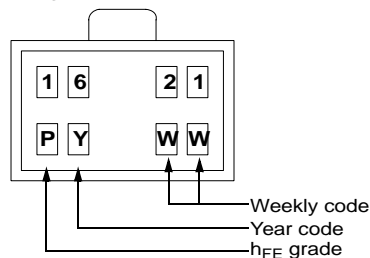 1 6 2 1
P Y W W
Weekly code
Year code
hFE grade